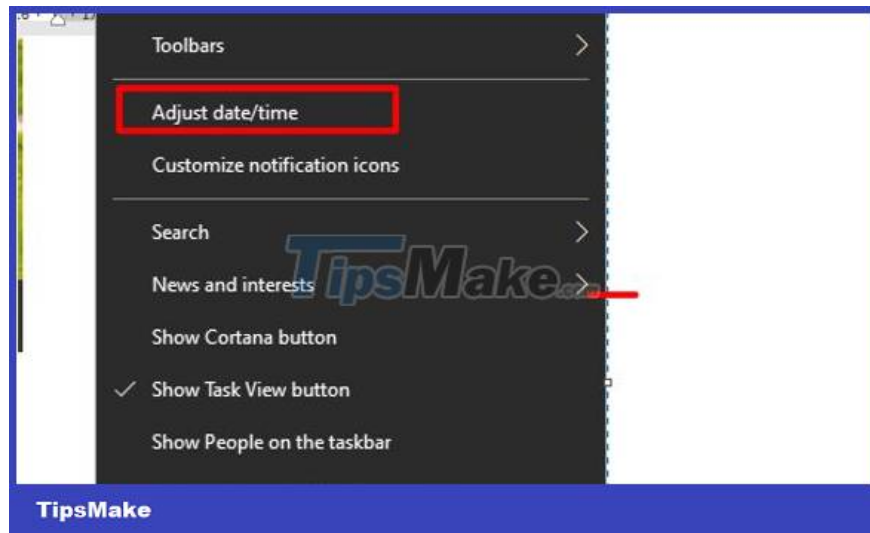 Toolbars
Adjust date/time
Customize notification icons
Search
TipsMake.com
News and interests
Show Cortana button
Show Task View button
Show People on the taskbar
TipsMake